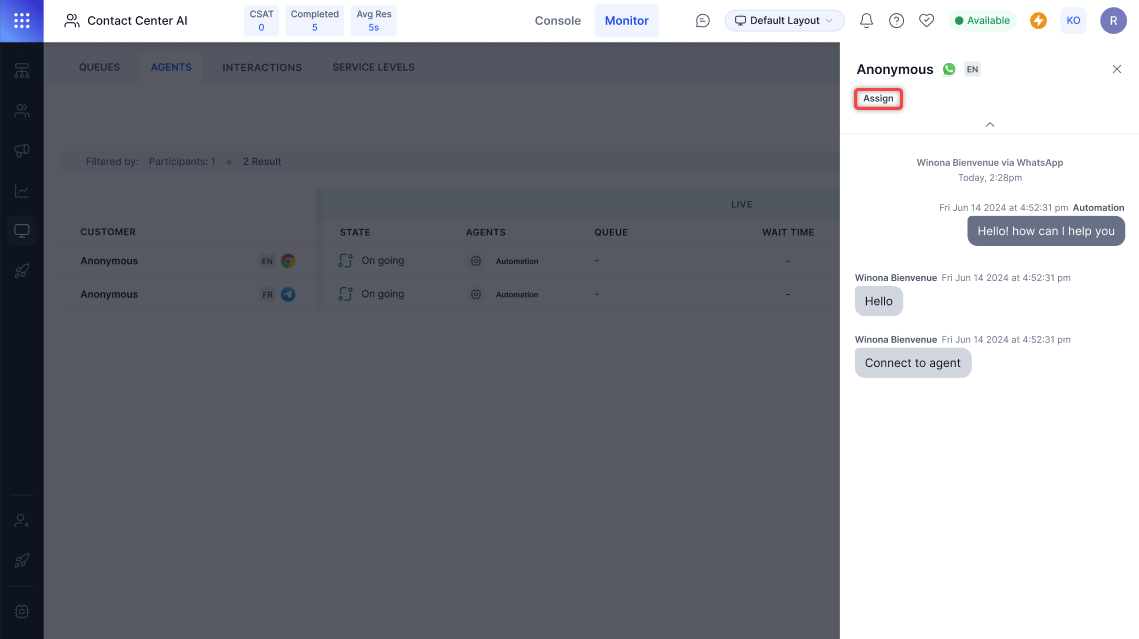 Contact Center AI
CSAT
0
Completed
5
Avg Res
5s
Console
Monitor
Default Layout
Available
KO
R
QUEUES
AGENTS
INTERACTIONS
SERVICE LEVELS
Filtered by: Participants: 1 = 2 Result
LIVE
CUSTOMER STATE AGENTS QUEUE WAIT TIME
Anonymous EN On going Automation - -
Anonymous FR On going Automation - -
Anonymous EN
Assign
Winona Bienvenue via WhatsApp
Today, 2:28pm
Fri Jun 14 2024 at 4:52:31 pm Automation
Hello! how can I help you
Winona Bienvenue Fri Jun 14 2024 at 4:52:31 pm
Hello
Winona Bienvenue Fri Jun 14 2024 at 4:52:31 pm
Connect to agent